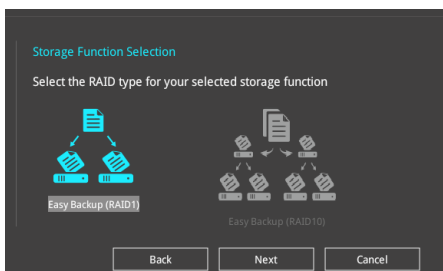 Storage Function Selection
Select the RAID type for your selected storage function
Easy Backup (RAID1)
Easy Backup (RAID10)
Back
Next
Cancel